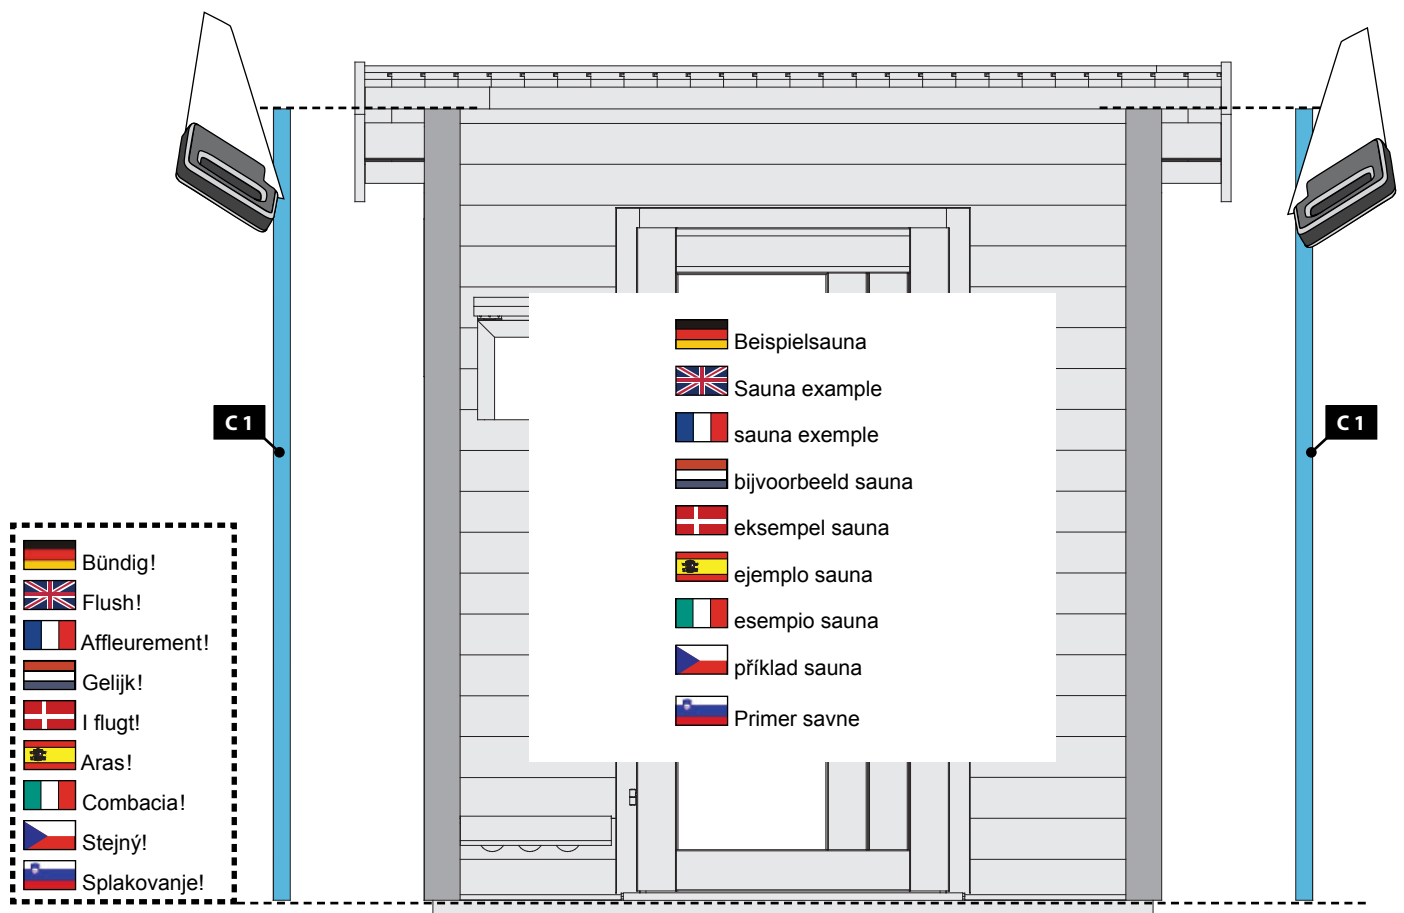 C1
C1
Beispielsauna
Sauna example
sauna exemple
bijvoorbeeld sauna
eksempel sauna
ejemplo sauna
esempio sauna
příklad sauna
Primer savne
Bündig!
Flush!
Affleurement!
Gelijk!
I flugt!
Aras!
Combacia!
Stejný!
Splakovanje!